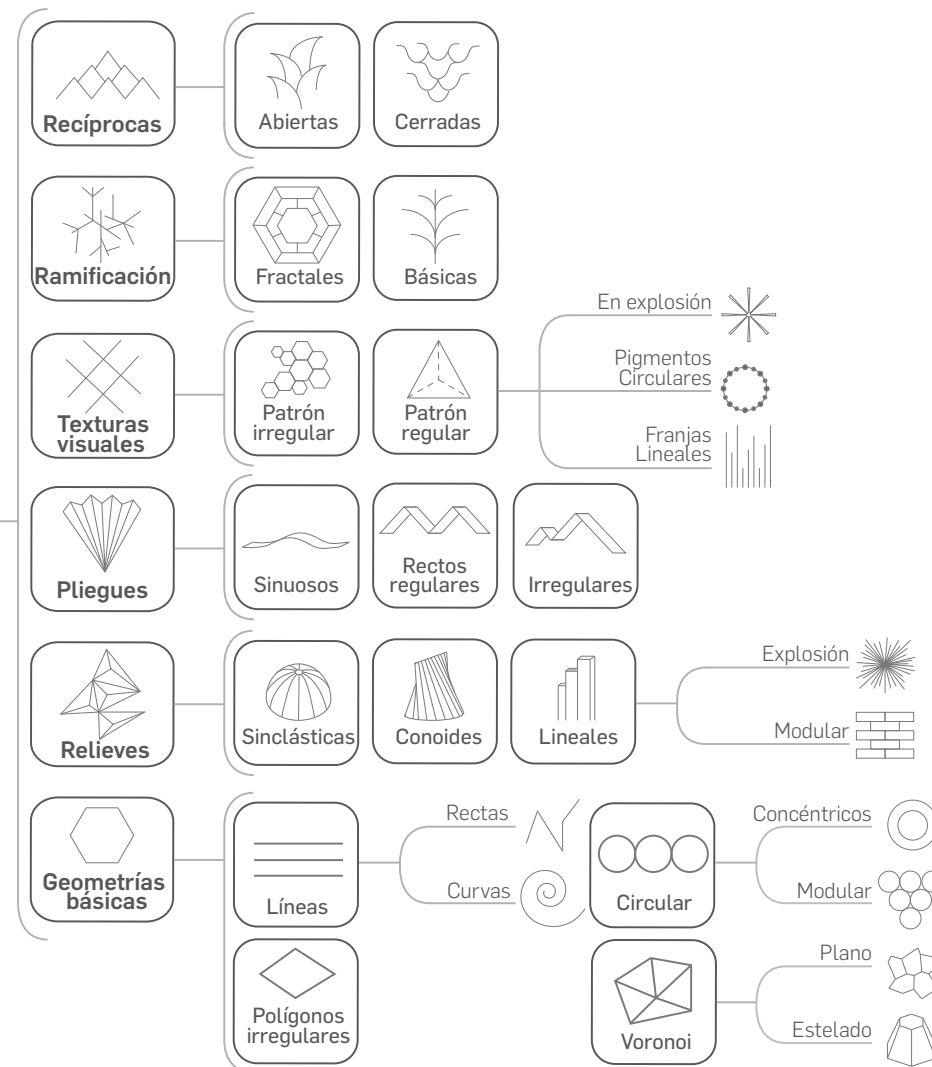 Recíprocas
Abiertas
Cerradas
Ramificación
Fractales
Básicas
Texturas
visuales
Patrón
irregular
Patrón
regular
En explosión
Pigmentos
Circulares
Franjas
Lineales
Pliegues
Sinuosos
Rectos
regulares
Irregulares
Relieves
Sinclásticas
Conoides
Lineales
Explosión
Modular
Geometrías
básicas
Líneas
Rectas
Curvas
Circular
Concéntricos
Modular
Polígonos
irregulares
Voronoi
Plano
Estelado